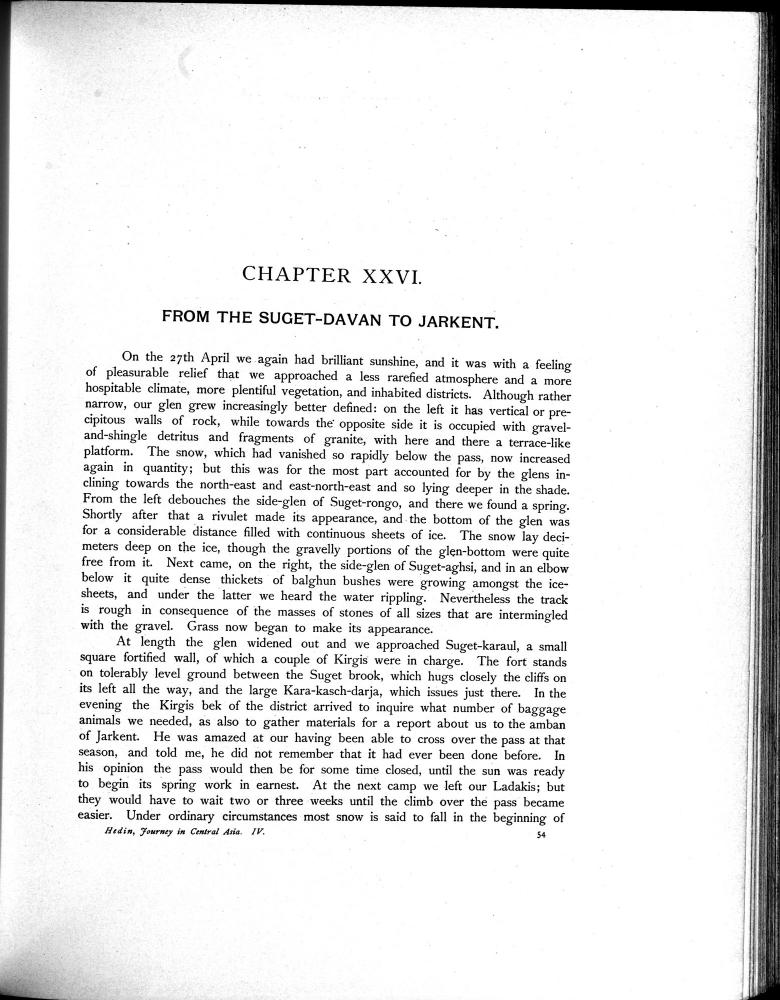 CHAPTER XXVI.
FROM THE SUGET-DAVAN TO JARKENT.
On the 27th April we again had brilliant sunshine, and it was with a feeling
of pleasurable relief that we approached a less rarefied atmosphere and a more
hospitable climate, more plentiful vegetation, and inhabited districts. Although rather
narrow, our glen grew increasingly better defined: on the left it has vertical or pre-
cipitous walls of rock, while towards the opposite side it is occupied with gravel-
and-shingle detritus and fragments of granite, with here and there a terrace-like
platform. The snow, which had vanished so rapidly below the pass, now increased
again in quantity; but this was for the most part accounted for by the glens in-
clining towards the north-east and east-north-east and so lying deeper in the shade.
From the left debouches the side-glen of Suget-rongo, and there we found a spring.
Shortly after that a rivulet made its appearance, and the bottom of the glen was
for a considerable distance filled with continuous sheets of ice. The snow lay deci-
meters deep on the ice, though the gravelly portions of the glen-bottom were quite
free from it. Next came, on the right, the side-glen of Suget-aghsi, and in an elbow
below it quite dense thickets of balghun bushes were growing amongst the ice-
sheets, and under the latter we heard the water rippling. Nevertheless the track
is rough in consequence of the masses of stones of all sizes that are intermingled
with the gravel. Grass now began to make its appearance.
At length the glen widened out and we approached Suget-karaul, a small
square fortified wall, of which a couple of Kirgis were in charge. The fort stands
on tolerably level ground between the Suget brook, which hugs closely the cliffs on
its left all the way, and the large Kara-kasch-darja, which issues just there. In the
evening the Kirgis bek of the district arrived to inquire what number of baggage
animals we needed, as also to gather materials for a report about us to the amban
of Jarkent. He was amazed at our having been able to cross over the pass at that
season, and told me, he did not remember that it had ever been done before. In
his opinion the pass would then be for some time closed, until the sun was ready
to begin its spring work in earnest. At the next camp we left our Ladakis; but
they would have to wait two or three weeks until the climb over the pass became
easier. Under ordinary circumstances most snow is said to fall in the beginning of
Hedin, Journey in Central Asia. IV.
54